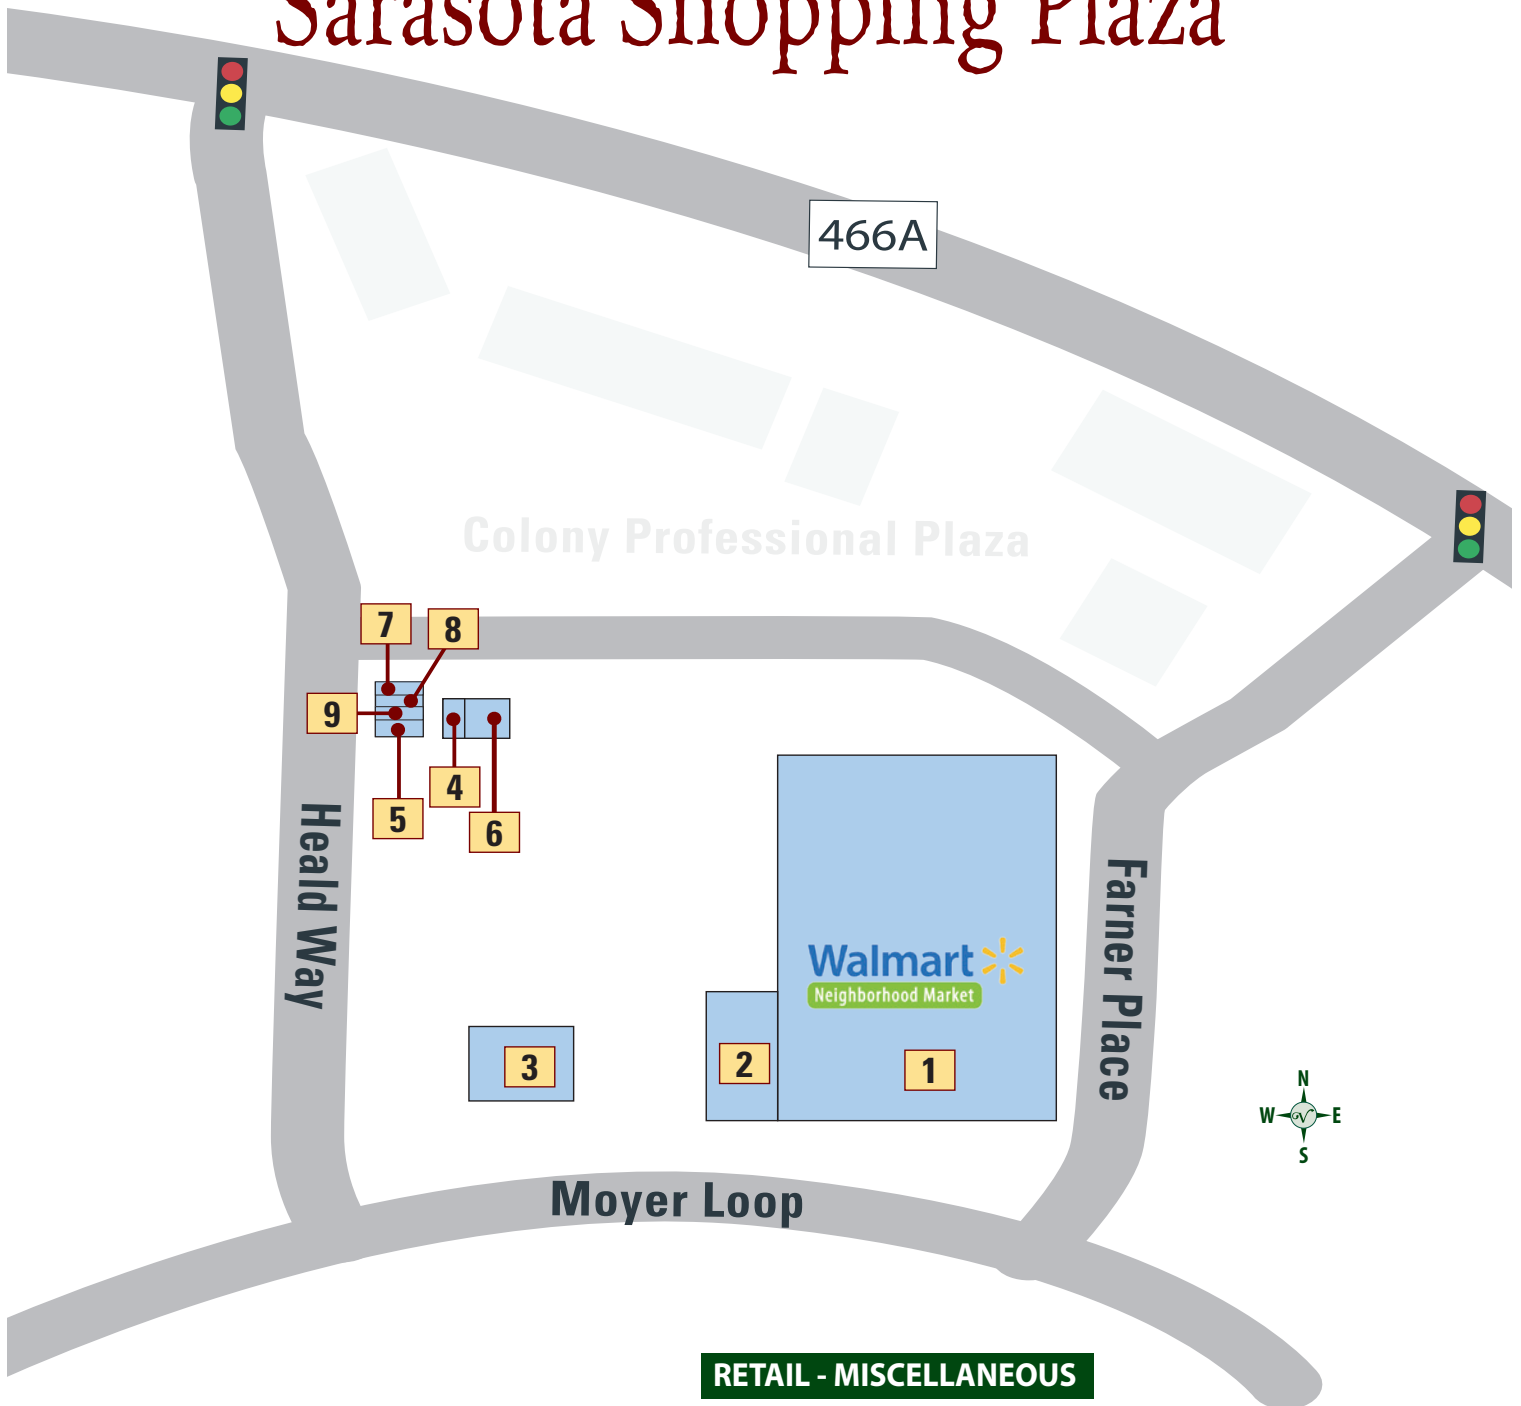 Sarasota Shopping Plaza
466A
Colony Professional Plaza
7
8
9
4
5
6
Heald Way
Farner Place
Walmart
Neighborhood Market
3
2
1
N
W
V
E
S
Moyer Loop
RETAIL - MISCELLANEOUS